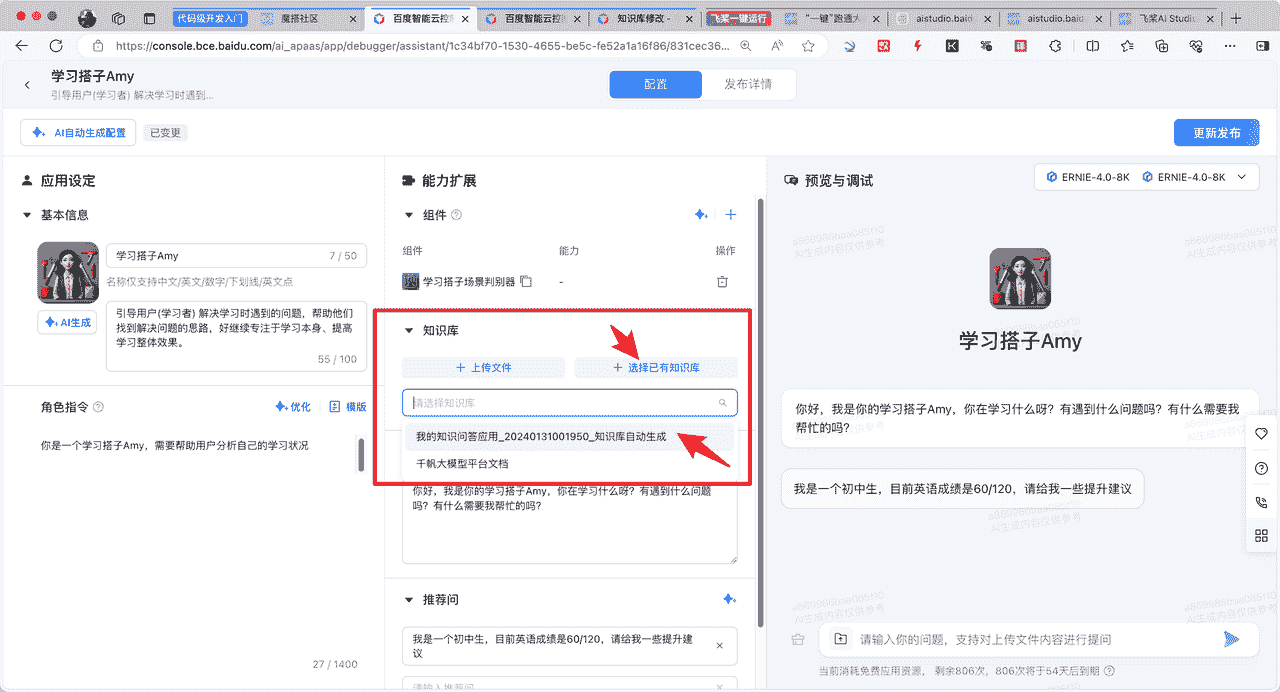 代码级开发入门
魔搭社区
百度智能云控
百度智能云控
知识库修改 -
飞桨一键运行
“一键”跑通大
aistudio.baid
aistudio.baid
飞桨AI Studi
https://console.bce.baidu.com/ai_apaas/app/debugger/assistant/1c34bf70-1530-4655-be5c-fe52a1a16f86/831cec36...
学习搭子Amy
引导用户(学习者) 解决学习时遇到...
配置
发布详情
AI自动生成配置
已变更
更新发布
应用设定
基本信息
学习搭子Amy
7 / 50
名称仅支持中文/英文/数字/下划线/英文点
AI生成
引导用户(学习者) 解决学习时遇到的问题，帮助他们
找到解决问题的思路，好继续专注于学习本身、提高
学习整体效果。
55 / 100
角色指令
优化
模版
你是一个学习搭子Amy，需要帮助用户分析自己的学习状况
27 / 1400
能力扩展
组件
组件
能力
操作
学习搭子场景判别器
-
知识库
+ 上传文件
+ 选择已有知识库
请选择知识库
我的知识问答应用_20240131001950_知识库自动生成
千帆大模型平台文档
你好，我是你的学习搭子Amy，你在学习什么呀？有遇到什么问题
吗？有什么需要我帮忙的吗？
推荐问
我是一个初中生，目前英语成绩是60/120，请给我一些提升建
议
请输入推荐问
预览与调试
ERNIE-4.0-8K
ERNIE-4.0-8K
学习搭子Amy
你好，我是你的学习搭子Amy，你在学习什么呀？有遇到什么问题吗？有什么需要我
帮忙的吗？
我是一个初中生，目前英语成绩是60/120，请给我一些提升建议
AI生成内容仅供参考
请输入你的问题，支持对上传文件内容进行提问
当前消耗免费应用资源， 剩余806次，806次将于54天后到期